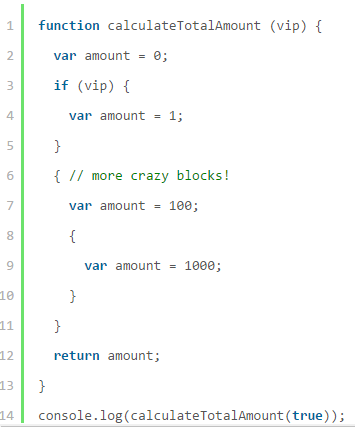 1 function calculateTotalAmount (vip) {
2 var amount = 0;
3 if (vip) {
4 var amount = 1;
5 }
6 { // more crazy blocks!
7 var amount = 100;
8 {
9 var amount = 1000;
10 }
11 }
12 return amount;
13 }
14 console.log(calculateTotalAmount(true));